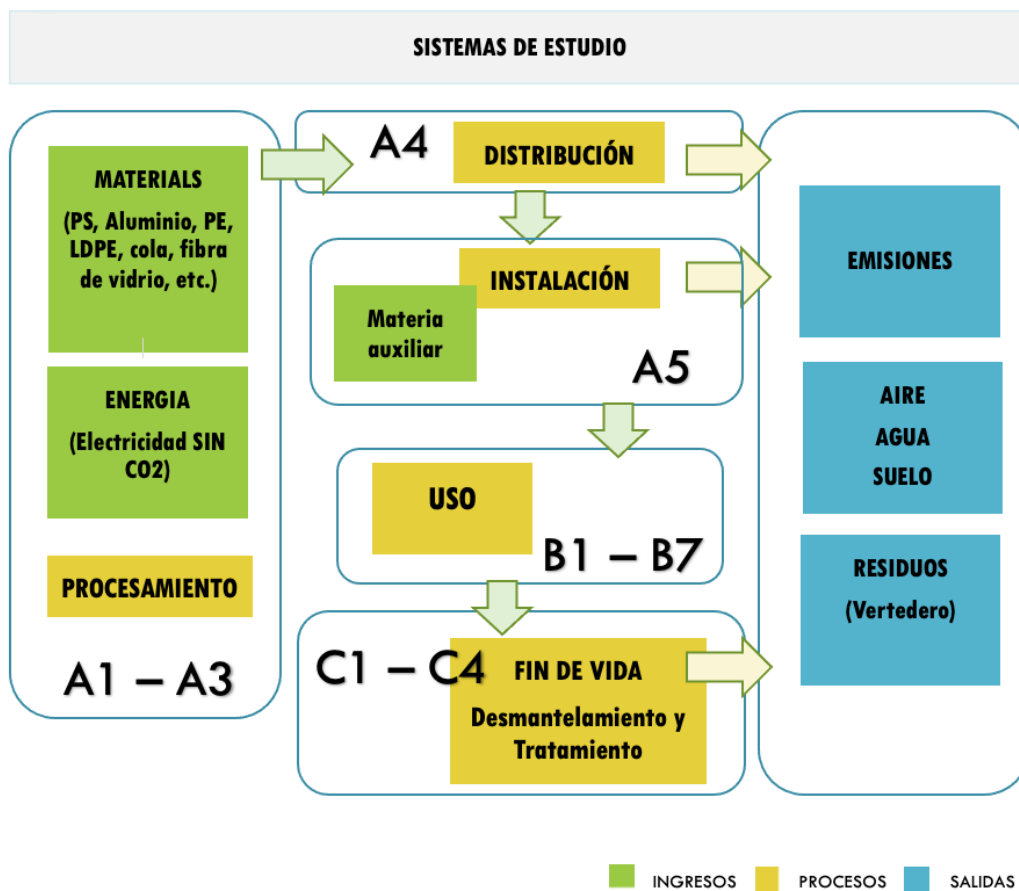 SISTEMAS DE ESTUDIO
MATERIALS
(PS, Aluminio, PE,
LDPE, cola, fibra
de vidrio, etc.)
ENERGIA
(Electricidad SIN
CO2)
PROCESAMIENTO
A1 – A3
A4
DISTRIBUCIÓN
INSTALACIÓN
Materia
auxiliar
A5
USO
B1 – B7
C1 – C4
FIN DE VIDA
Desmantelamiento y
Tratamiento
EMISIONES
AIRE
AGUA
SUELO
RESIDUOS
(Vertedero)
INGRESOS
PROCESOS
SALIDAS